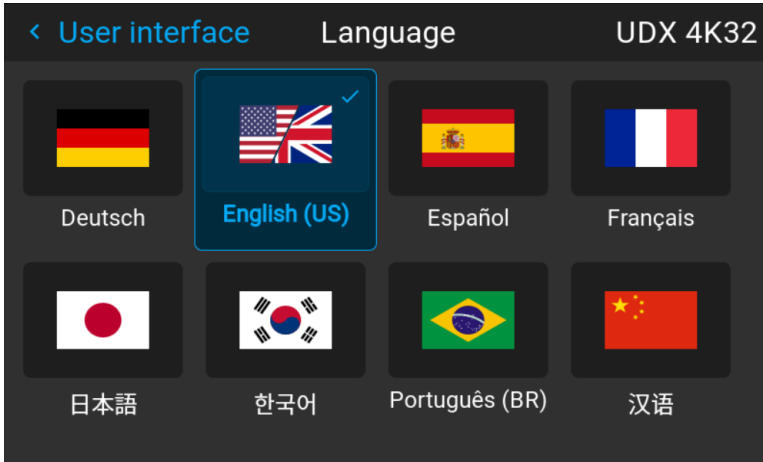 User interface
Language
UDX 4K32
Deutsch
English (US)
Español
Français
日本語
한국어
Português (BR)
汉语